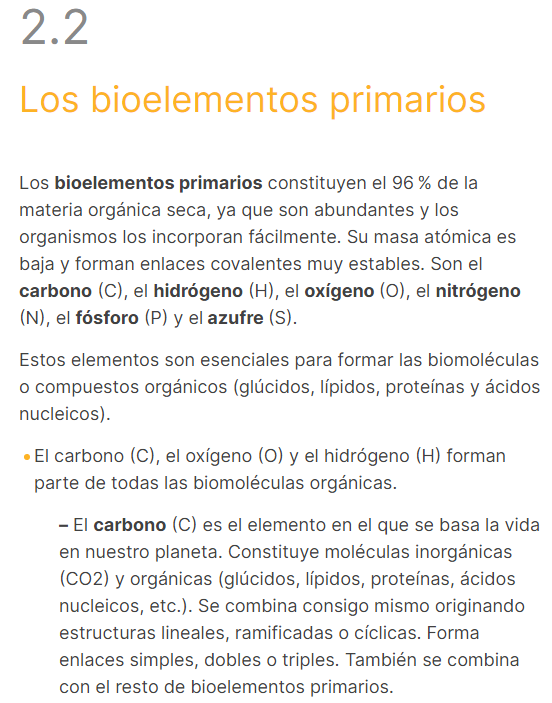 2.2
Los bioelementos primarios
Los bioelementos primarios constituyen el 96 % de la
materia orgánica seca, ya que son abundantes y los
organismos los incorporan fácilmente. Su masa atómica es
baja y forman enlaces covalentes muy estables. Son el
carbono (C), el hidrógeno (H), el oxígeno (O), el nitrógeno
(N), el fósforo (P) y el azufre (S).
Estos elementos son esenciales para formar las biomoléculas
o compuestos orgánicos (glúcidos, lípidos, proteínas y ácidos
nucleicos).
• El carbono (C), el oxígeno (O) y el hidrógeno (H) forman
parte de todas las biomoléculas orgánicas.
– El carbono (C) es el elemento en el que se basa la vida
en nuestro planeta. Constituye moléculas inorgánicas
(CO2) y orgánicas (glúcidos, lípidos, proteínas, ácidos
nucleicos, etc.). Se combina consigo mismo originando
estructuras lineales, ramificadas o cíclicas. Forma
enlaces simples, dobles o triples. También se combina
con el resto de bioelementos primarios.